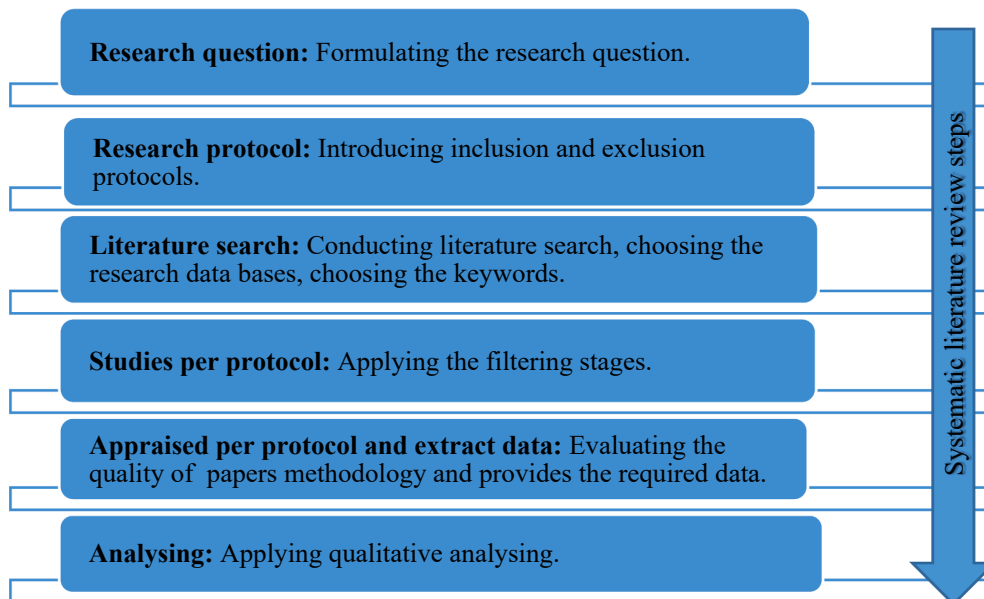 Research question: Formulating the research question.
Research protocol: Introducing inclusion and exclusion
protocols.
Literature search: Conducting literature search, choosing the
research data bases, choosing the keywords.
Studies per protocol: Applying the filtering stages.
Appraised per protocol and extract data: Evaluating the
quality of papers methodology and provides the required data.
Analysing: Applying qualitative analysing.
Systematic literature review steps